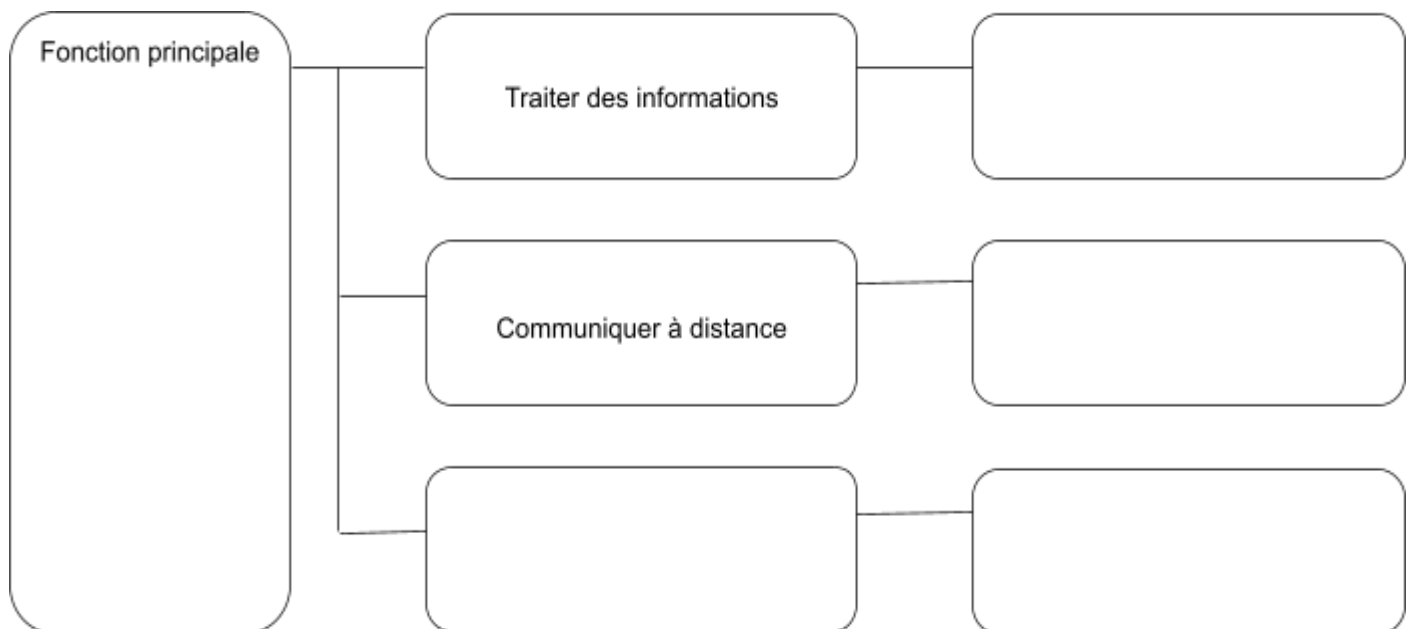 Fonction principale
Traiter des informations
Communiquer à distance